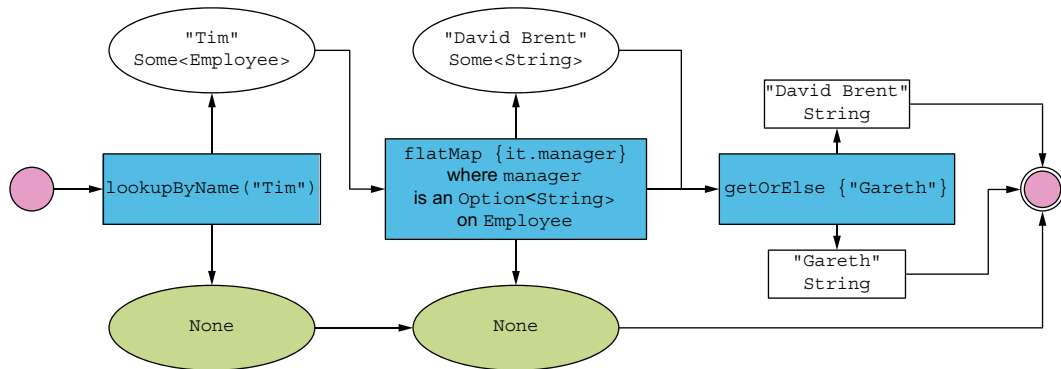 "Tim"
Some<Employee>
"David Brent"
Some<String>
"David Brent"
String
lookupByName("Tim")
flatMap {it.manager}
where manager
is an Option<String>
on Employee
getOrElse {"Gareth"}
"Gareth"
String
None
None